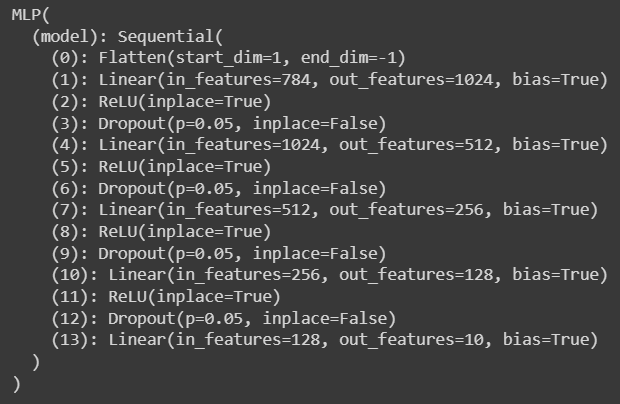 MLP(
  (model): Sequential(
    (0): Flatten(start_dim=1, end_dim=-1)
    (1): Linear(in_features=784, out_features=1024, bias=True)
    (2): ReLU(inplace=True)
    (3): Dropout(p=0.05, inplace=False)
    (4): Linear(in_features=1024, out_features=512, bias=True)
    (5): ReLU(inplace=True)
    (6): Dropout(p=0.05, inplace=False)
    (7): Linear(in_features=512, out_features=256, bias=True)
    (8): ReLU(inplace=True)
    (9): Dropout(p=0.05, inplace=False)
    (10): Linear(in_features=256, out_features=128, bias=True)
    (11): ReLU(inplace=True)
    (12): Dropout(p=0.05, inplace=False)
    (13): Linear(in_features=128, out_features=10, bias=True)
  )
)